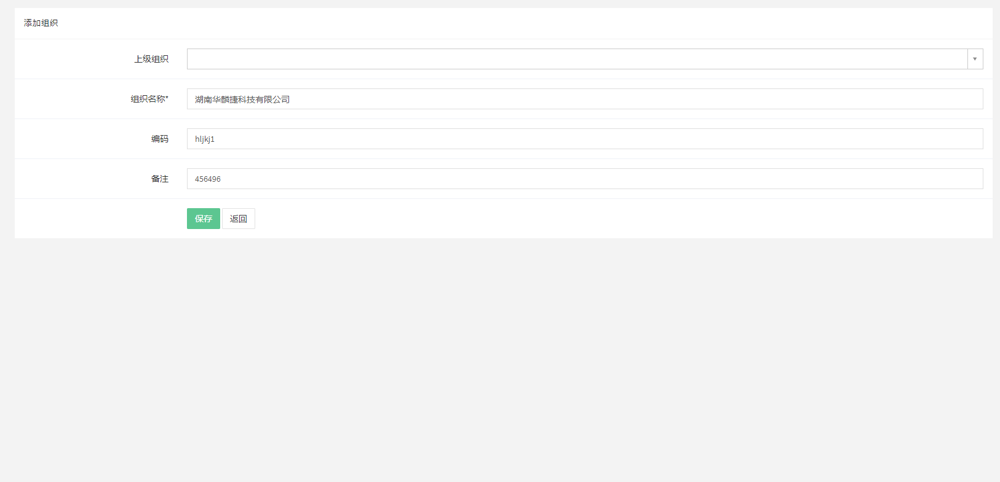 添加组织
上级组织
组织名称* 湖南华麟捷科技有限公司
编码 hljkj1
备注 456496
保存 返回